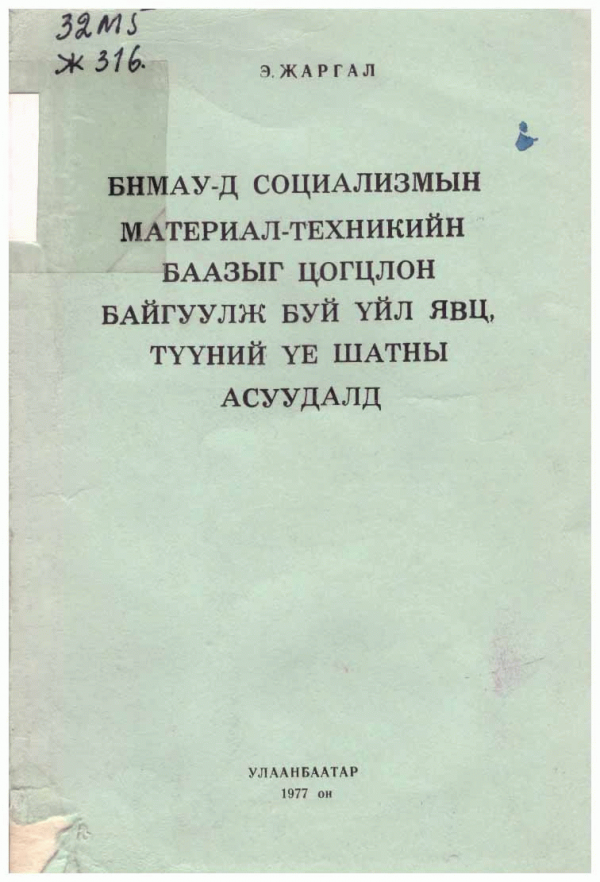 32М5
Ж 316.
Э. ЖАРГАЛ
БНМАУ-Д СОЦИАЛИЗМЫН
МАТЕРИАЛ-ТЕХНИКИЙН
БААЗЫГ ЦОГЦЛОН
БАЙГУУЛЖ БУЙ ҮЙЛ ЯВЦ,
ТҮҮНИЙ ҮЕ ШАТНЫ
АСУУДАЛД
УЛААНБААТАР
1977 он